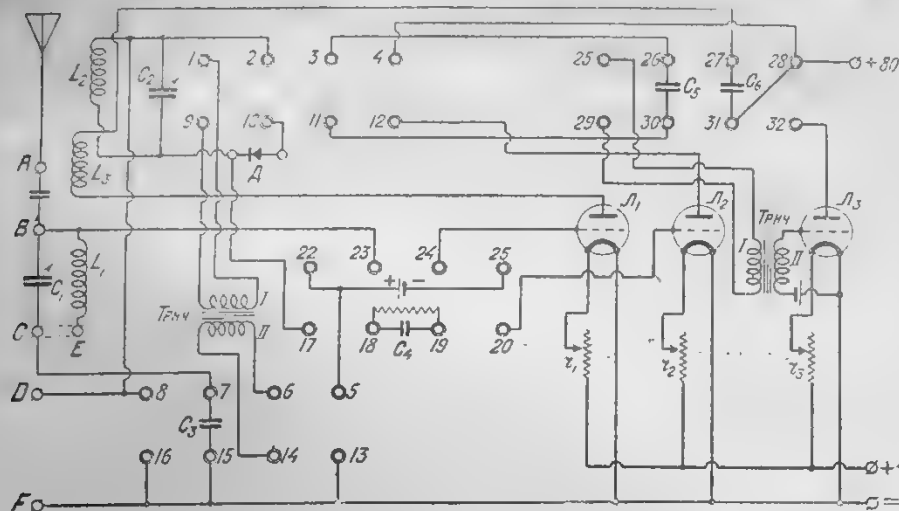 1 2 3 4 25 26 27 28 +80
L₂ C₂ C₅ C₆
9 10 11 12 29 30 31 32
A L₃ Д Л₁ Л₂ Л₃
B 22 23 24 25 Трнч I II
C₁ L₁ + −
Трнч I II
C E 17 18 C₄ 19 20 r₁ r₂ r₃
D 8 7 6 5
C₃
16 15 14 13 +
F =